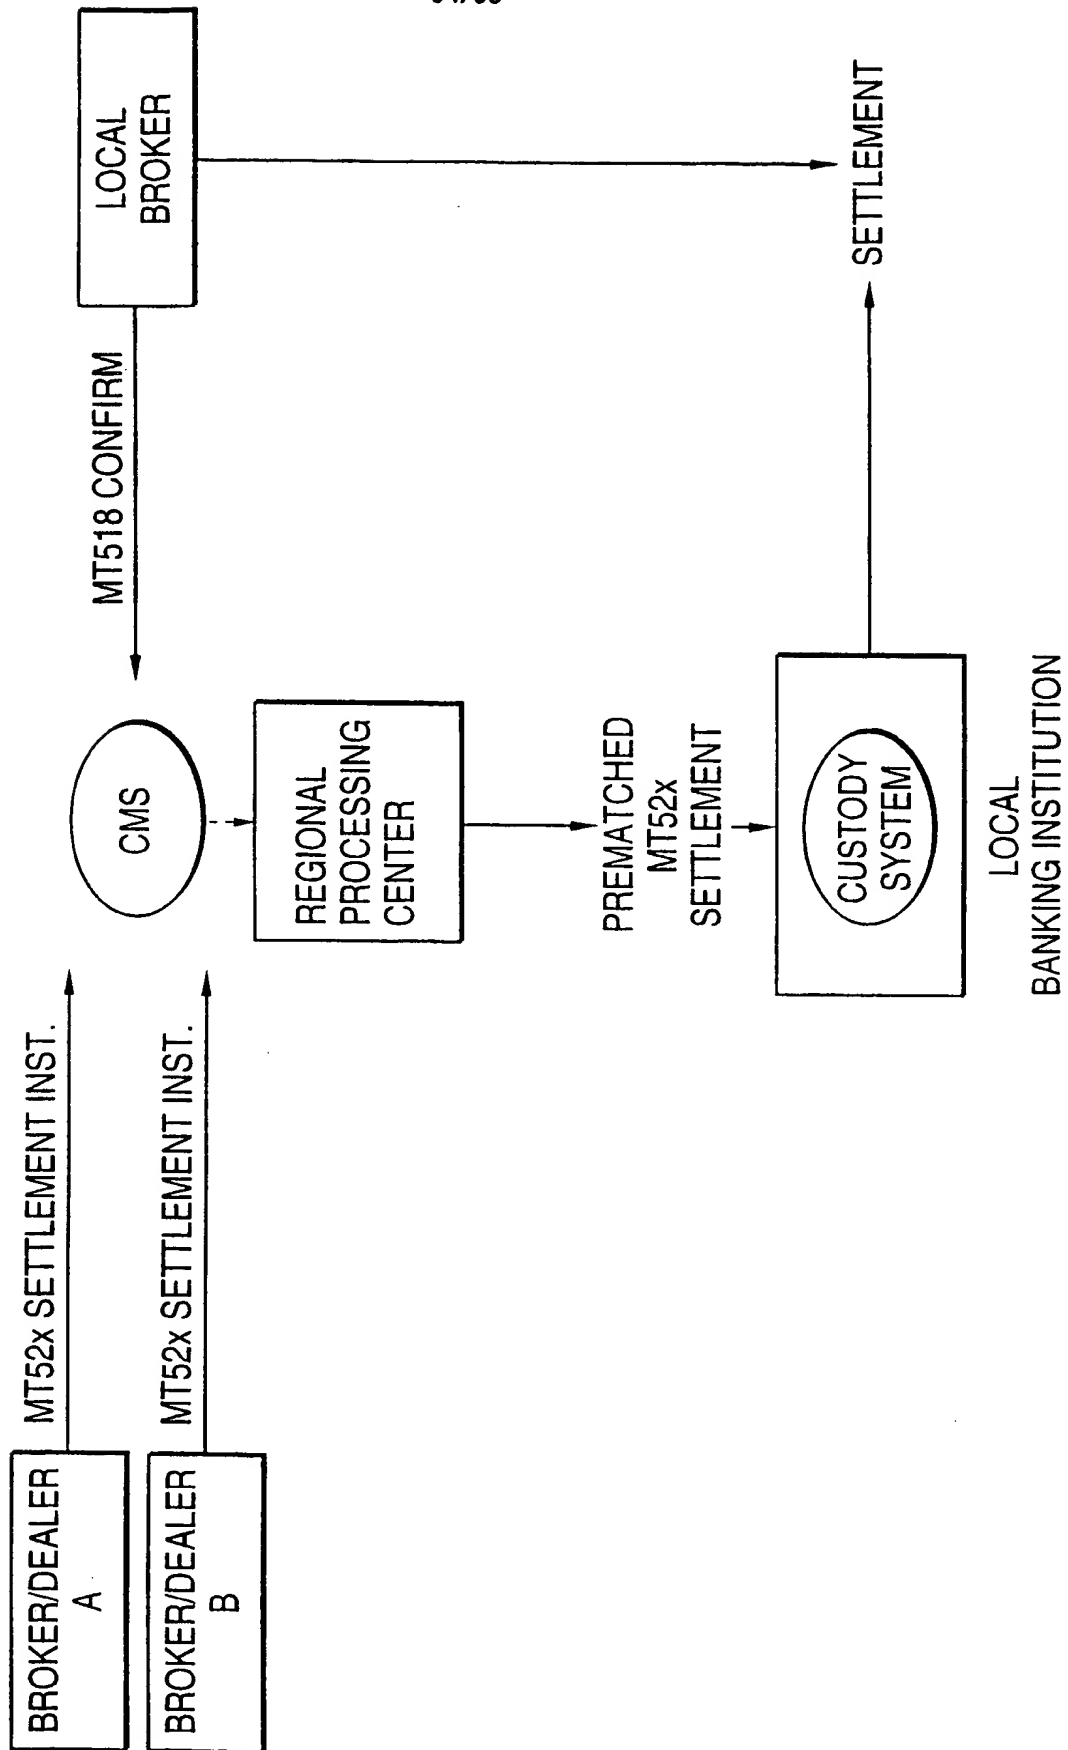 BROKER/DEALER
A
MT52x SETTLEMENT INST.
BROKER/DEALER
B
MT52x SETTLEMENT INST.
CMS
MT518 CONFIRM
LOCAL
BROKER
REGIONAL
PROCESSING
CENTER
PREMATCHED
MT52x
SETTLEMENT
CUSTODY
SYSTEM
LOCAL
BANKING INSTITUTION
SETTLEMENT